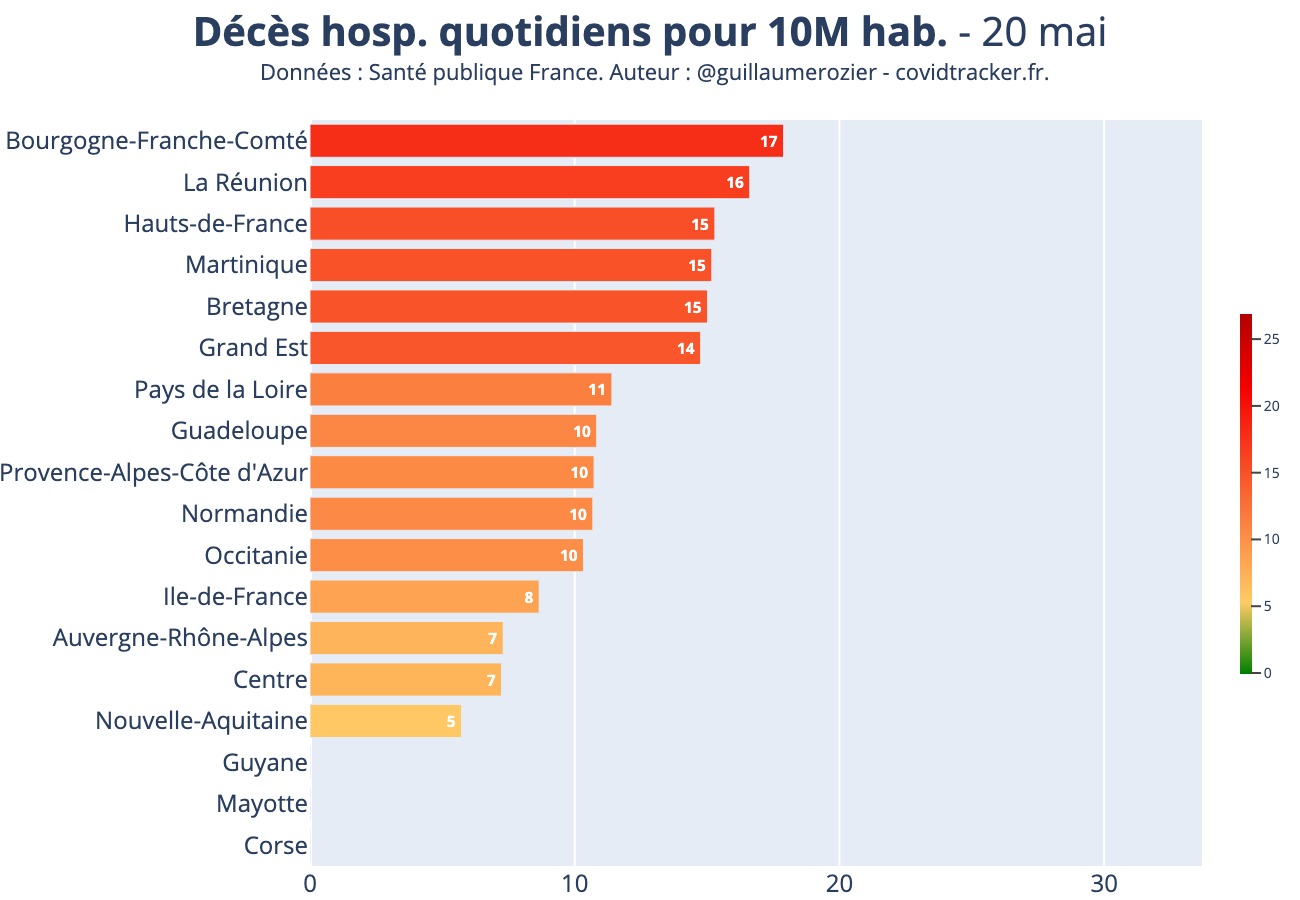 Décès hosp. quotidiens pour 10M hab. - 20 mai
Données : Santé publique France. Auteur : @guillaumerozier - covidtracker.fr.
Bourgogne-Franche-Comté 17
La Réunion 16
Hauts-de-France 15
Martinique 15
Bretagne 15
Grand Est 14
Pays de la Loire 11
Guadeloupe 10
Provence-Alpes-Côte d'Azur 10
Normandie 10
Occitanie 10
Ile-de-France 8
Auvergne-Rhône-Alpes 7
Centre 7
Nouvelle-Aquitaine 5
Guyane
Mayotte
Corse
0 10 20 30
25
20
15
10
5
0